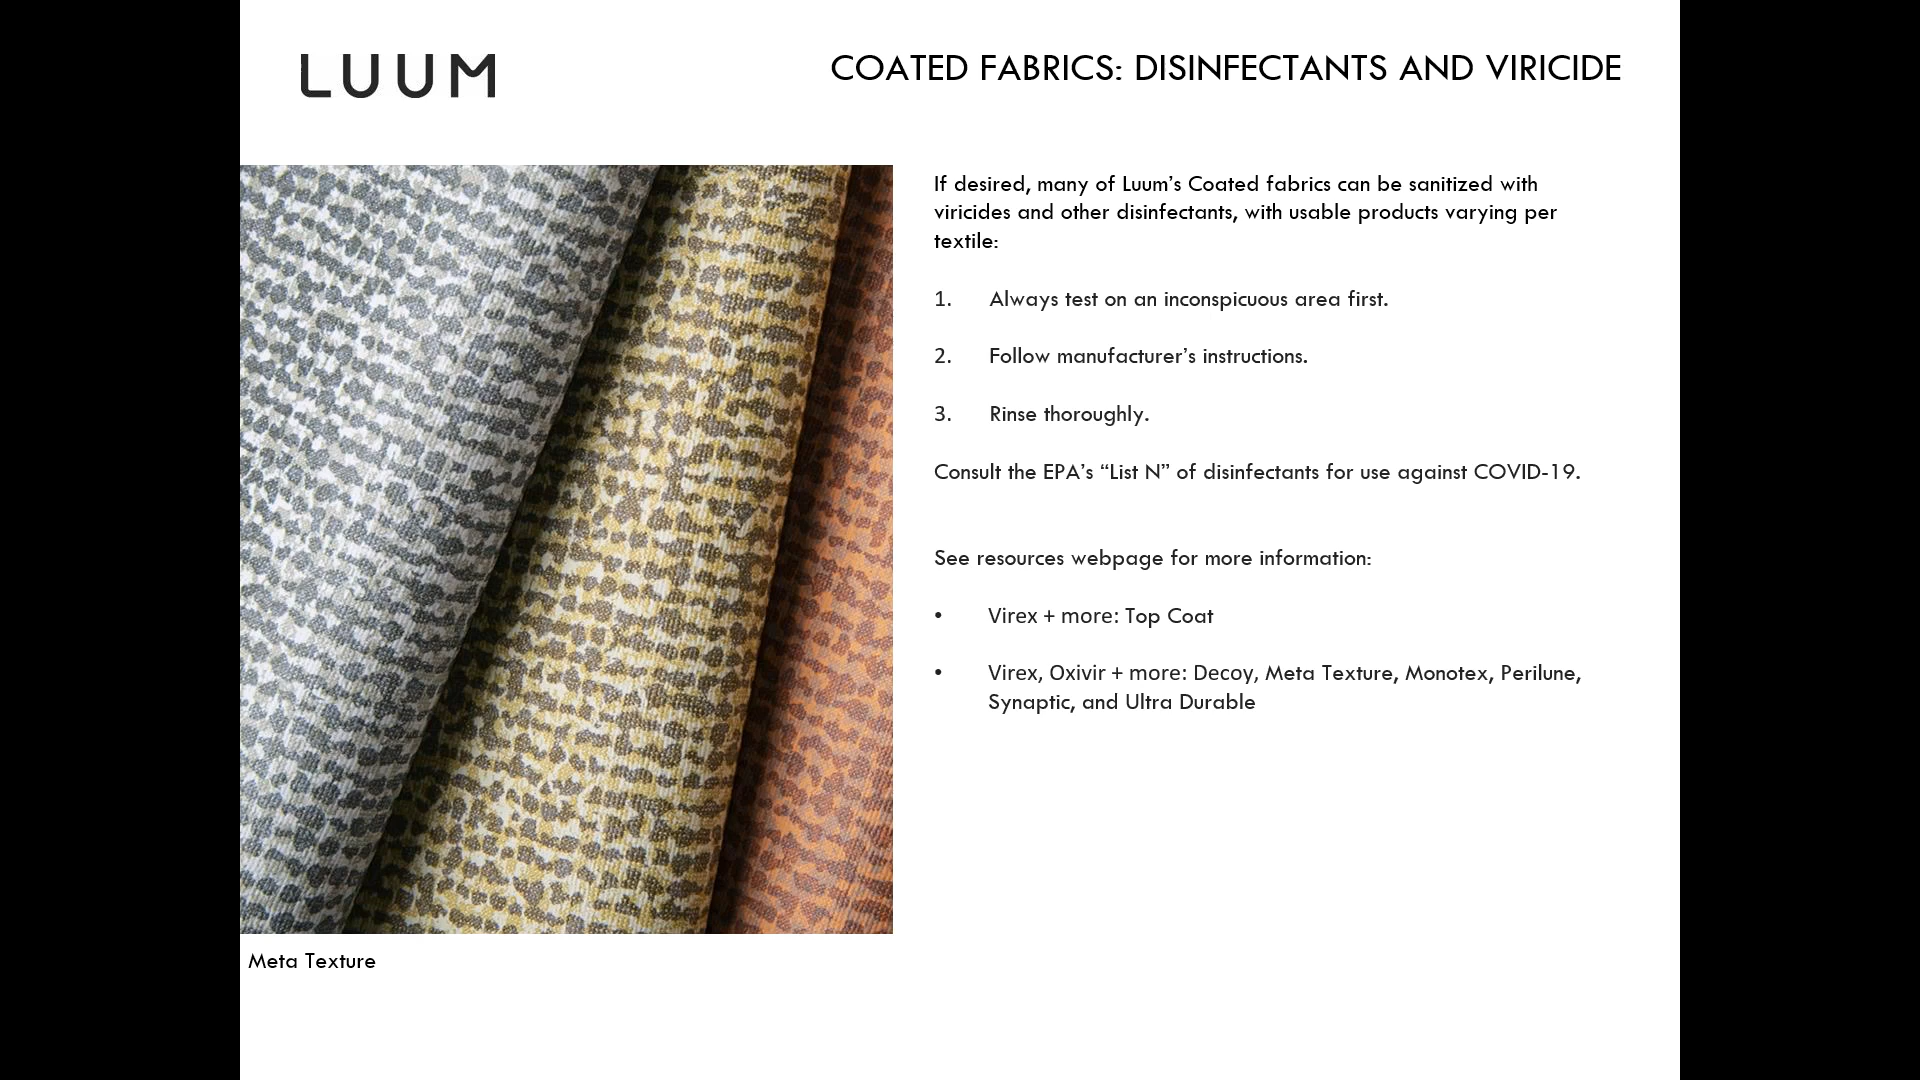 LUUM
COATED FABRICS: DISINFECTANTS AND VIRICIDE
If desired, many of Luum’s Coated fabrics can be sanitized with
viricides and other disinfectants, with usable products varying per
textile:
1. Always test on an inconspicuous area first.
2. Follow manufacturer’s instructions.
3. Rinse thoroughly.
Consult the EPA’s “List N” of disinfectants for use against COVID-19.
See resources webpage for more information:
• Virex + more: Top Coat
• Virex, Oxivir + more: Decoy, Meta Texture, Monotex, Perilune,
Synaptic, and Ultra Durable
Meta Texture